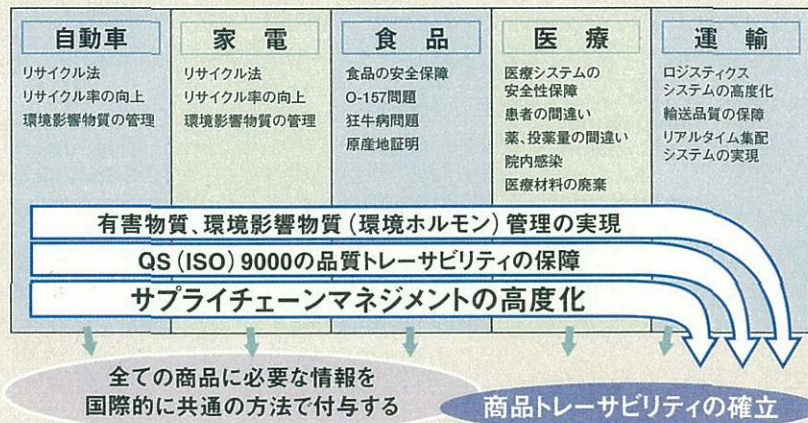 自動車
リサイクル法
リサイクル率の向上
環境影響物質の管理
家 電
リサイクル法
リサイクル率の向上
環境影響物質の管理
食 品
食品の安全保障
O-157問題
狂牛病問題
原産地証明
医 療
医療システムの
安全性保障
患者の間違い
薬、投薬量の間違い
院内感染
医療材料の廃棄
運 輸
ロジスティクス
システムの高度化
輸送品質の保障
リアルタイム集配
システムの実現
有害物質、環境影響物質(環境ホルモン)管理の実現
QS(ISO)9000の品質トレーサビリティの保障
サプライチェーンマネジメントの高度化
全ての商品に必要な情報を
国際的に共通の方法で付与する
商品トレーサビリティの確立